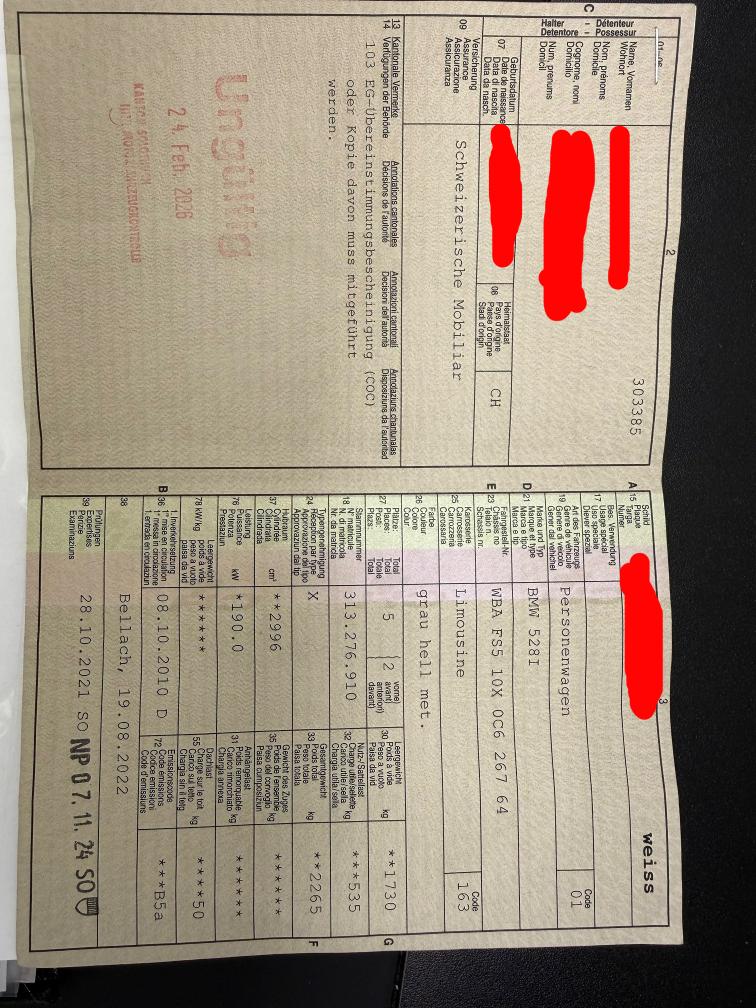 303385
2
C
Halter - Détenteur
Detentore - Possessur
Name, Vornamen
Wohnort
Nom, prénoms
Domicile
Cognome, nomi
Domicilio
Num, prenums
Domicil
07 Geburtsdatum
Date de naissance
Data di nascita
Data da nasch.
08 Heimatstaat
Pays d'origine
Paese d'origine
Stadi d'origin
CH
09 Versicherung
Assurance
Assicurazione
Assicuranza
Schweizerische Mobiliar
13 Kantonale Vermerke Annotations cantonales Annotazioni cantonali Annotaziuns chantunalas
14 Verfügungen der Behörde Décisions de l'autorité Decisioni dell'autorità Disposiziuns da l'autoritad
103 EG-Übereinstimmungsbescheinigung (COC)
oder Kopie davon muss mitgeführt
werden.
Ungültig
24. Feb. 2026
3
weiss
A 15 Schild
Plaque
Targa
Numer
17 Bes. Verwendung
Usage spécial
Uso speciale
Diever spezial
19 Art des Fahrzeugs
Genre de véhicule
Genere di veicolo
Gener dal vehichel
Personenwagen
Code
01
D 21 Marke und Typ
Marque et type
Marca e tipo
Marca e tip
BMW 528I
E 23 Fahrgestell-Nr.
Châssis no
Telaio n.
Schassis nr.
WBA FS5 10X 0C6 267 64
25 Karosserie
Carrosserie
Carrozzeria
Carossaria
Limousine
Code
163
26 Farbe
Couleur
Colore
Colur
grau hell met.
27 Plätze: Total
Places: Total
Posti: Totale
Plazs: Total
5
(2
vorne)
avant)
anteriori)
davant)
30 Leergewicht
Poids à vide
Peso a vuoto
Paisa da vid
kg
**1730
G
18 Stammnummer
N° matricule
N. di matricola
Nr. da matricla
313.276.910
32 Nutz-/Sattellast
Charge utile/sellette
Carico utile/sella
Chargia utila/sella
kg
***535
24 Typengenehmigung
Réception par type
Approvazione del tipo
Approvaziun dal tip
X
33 Gesamtgewicht
Poids total
Peso totale
Paisa totala
kg
**2265
F
37 Hubraum
Cylindrée
Cilindrata
Cilindrada
cm³
**2996
35 Gewicht des Zuges
Poids de l'ensemble
Peso del convoglio
Paisa cumposiziun
kg
******
76 Leistung
Puissance
Potenza
Prestaziun
kW
*190.0
31 Anhängelast
Poids remorquable
Carico rimorchiato
Chargia annexa
kg
******
78 kW/kg
Leergewicht
poids à vide
peso a vuoto
paisa da vid
******
55 Dachlast
Charge sur le toit
Carico sul tetto
Chargia sin il tetg
kg
****50
B 36 1. Inverkehrsetzung
1re mise en circulation
1a messa in circolazione
1. entrada en circulaziun
08.10.2010 D
72 Emissionscode
Code émissions
Codice emissioni
Code d'emissiuns
***B5a
38
Bellach, 19.08.2022
39 Prüfungen
Expertises
Perizie
Examinaziuns
28.10.2021 SO NP 07. 11. 24 SO